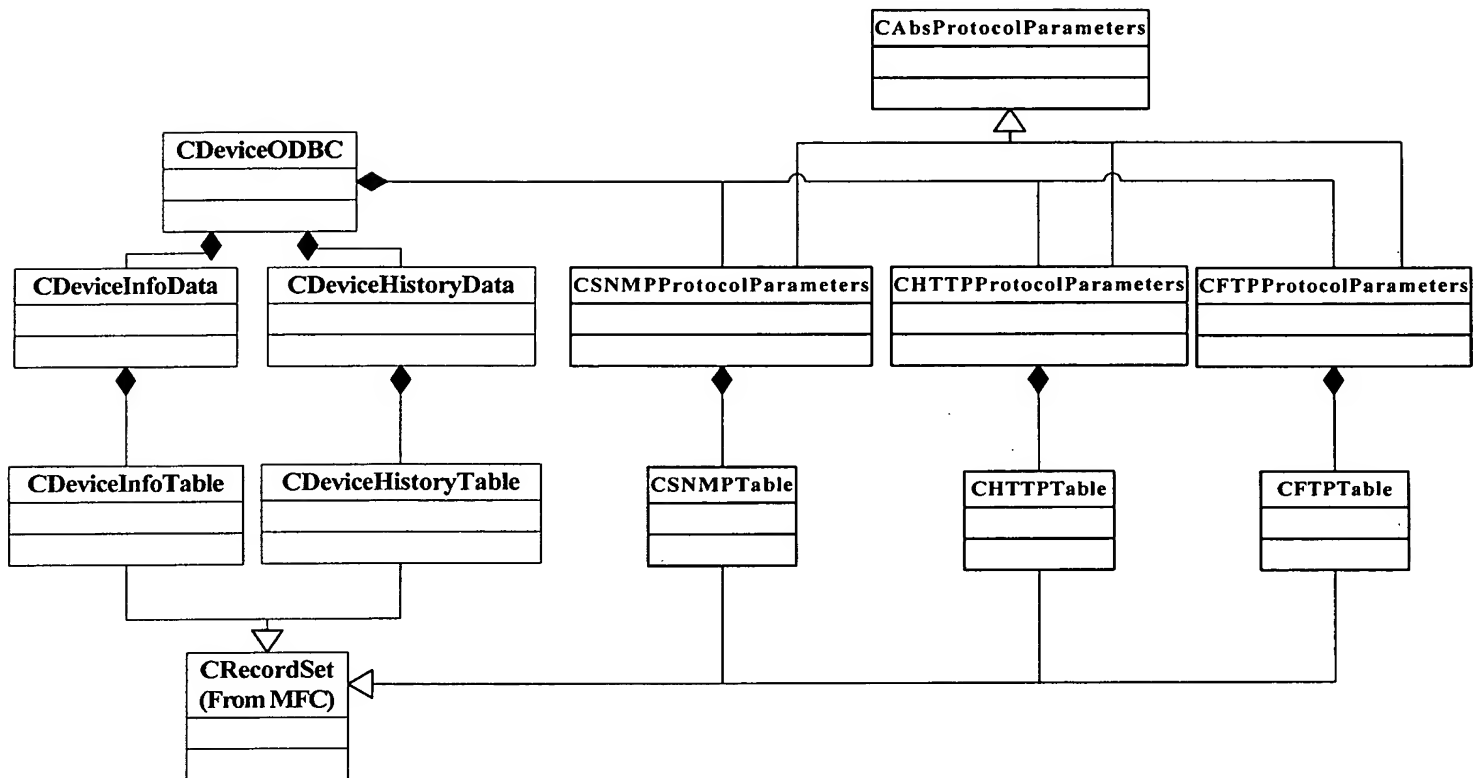 CAbsProtocolParameters
CDeviceODBC
CDeviceInfoData
CDeviceHistoryData
CSNMPProtocolParameters
CHTTPProtocolParameters
CFTPProtocolParameters
CDeviceInfoTable
CDeviceHistoryTable
CSNMPTable
CHTTPTable
CFTPTable
CRecordSet
(From MFC)